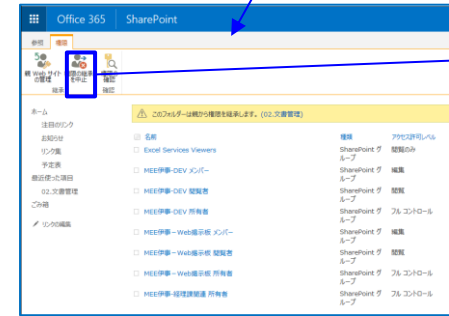 Office 365 SharePoint
参照 権限
親 Web サイト
の管理
権限の継承
を中止
権限の
確認
継承 確認
ホーム
注目のリンク
お知らせ
リンク集
予定表
最近使った項目
02.文書管理
ごみ箱
リンクの編集
このフォルダーは親から権限を継承します。(02.文書管理)
名前 種類 アクセス許可レベル
Excel Services Viewers SharePoint グループ 閲覧のみ
MEE伊事-DEV メンバー SharePoint グループ 編集
MEE伊事-DEV 閲覧者 SharePoint グループ 閲覧
MEE伊事-DEV 所有者 SharePoint グループ フル コントロール
MEE伊事－Web掲示板 メンバー SharePoint グループ 編集
MEE伊事－Web掲示板 閲覧者 SharePoint グループ 閲覧
MEE伊事－Web掲示板 所有者 SharePoint グループ フル コントロール
MEE伊事-経理課関連 所有者 SharePoint グループ フル コントロール